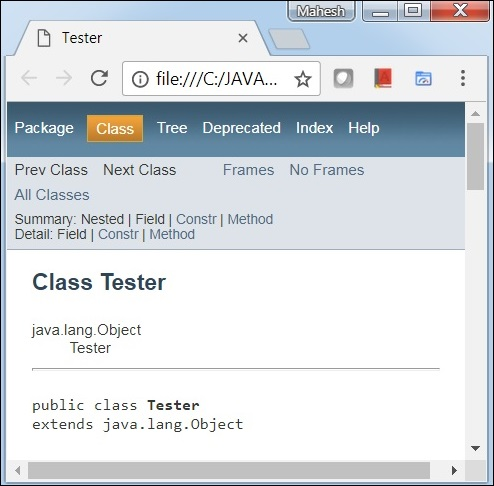 Mahesh
Tester
file:///C:/JAVA...
Package Class Tree Deprecated Index Help
Prev Class Next Class Frames No Frames
All Classes
Summary: Nested | Field | Constr | Method
Detail: Field | Constr | Method
Class Tester
java.lang.Object
Tester
public class Tester
extends java.lang.Object